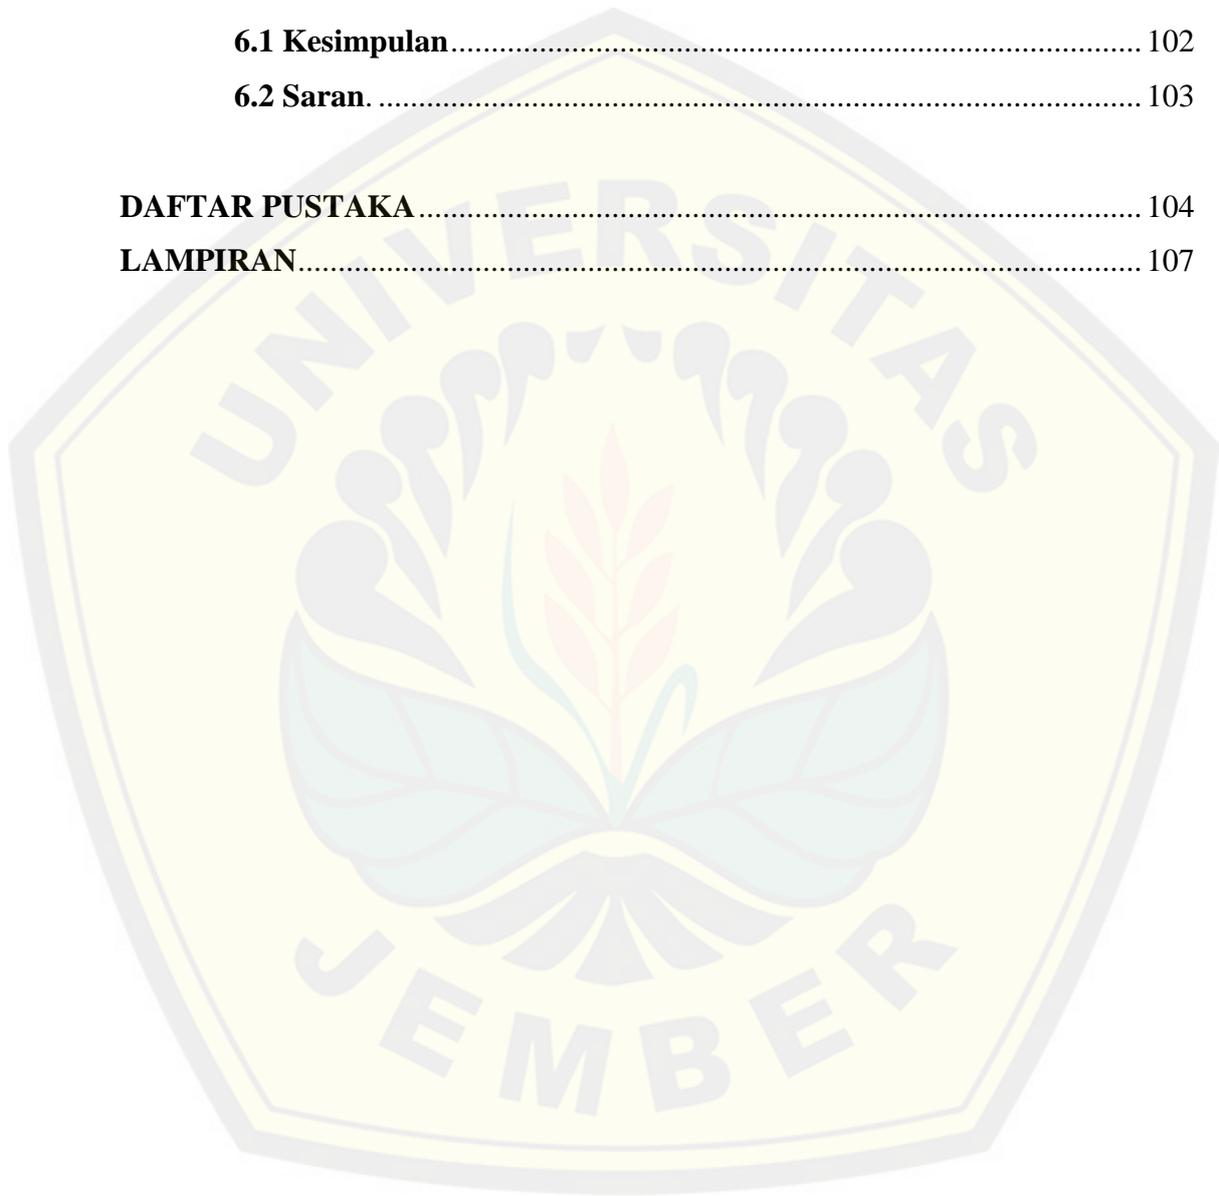 6.1 Kesimpulan........................................................................................ 102
6.2 Saran. ................................................................................................. 103
DAFTAR PUSTAKA............................................................................................ 104
LAMPIRAN........................................................................................................... 107
UNIVERSITAS
JEMBER